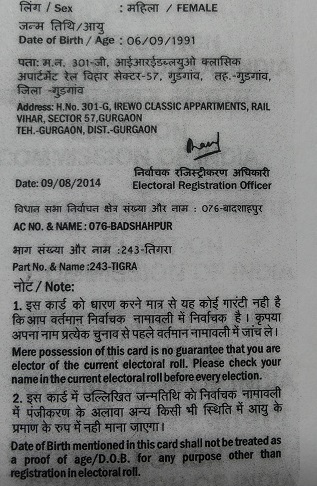 लिंग / Sex : महिला / FEMALE
जन्म तिथि/आयु
Date of Birth / Age : 06/09/1991
पता: म.न. 301-जी, आईआरईडब्लयुओ क्लासिक
अपार्टमेंट रेल विहार सेक्टर-57, गुडगांव, तह.-गुडगांव,
जिला -गुडगांव
Address: H.No. 301-G, IREWO CLASSIC APPARTMENTS, RAIL
VIHAR, SECTOR 57,GURGAON
TEH.-GURGAON, DIST.-GURGAON
निर्वाचक रजिस्ट्रीकरण अधिकारी
Date: 09/08/2014 Electoral Registration Officer
विधान सभा निर्वाचन क्षेत्र संख्या और नाम : 076-बादशाहपुर
AC NO. & NAME : 076-BADSHAHPUR
भाग संख्या और नाम :243-तिगरा
Part No. & Name :243-TIGRA
नोट / Note:
1. इस कार्ड को धारण करने मात्र से यह कोई गारंटी नही है
कि आप वर्तमान निर्वाचक नामावली में निर्वाचक है । कृपया
अपना नाम प्रत्येक चुनाव से पहले वर्तमान नामावली में जांच ले।
Mere possession of this card is no guarantee that you are
elector of the current electoral roll. Please check your
name in the current electoral roll before every election.
2. इस कार्ड में उल्लिखित जन्मतिथि को निर्वाचक नामावली
में पंजीकरण के अलावा अन्य किसी भी स्थिति में आयु के
प्रमाण के रुप में नही माना जाएगा।
Date of Birth mentioned in this card shall not be treated as
a proof of age/D.O.B. for any purpose other than
registration in electoral roll.